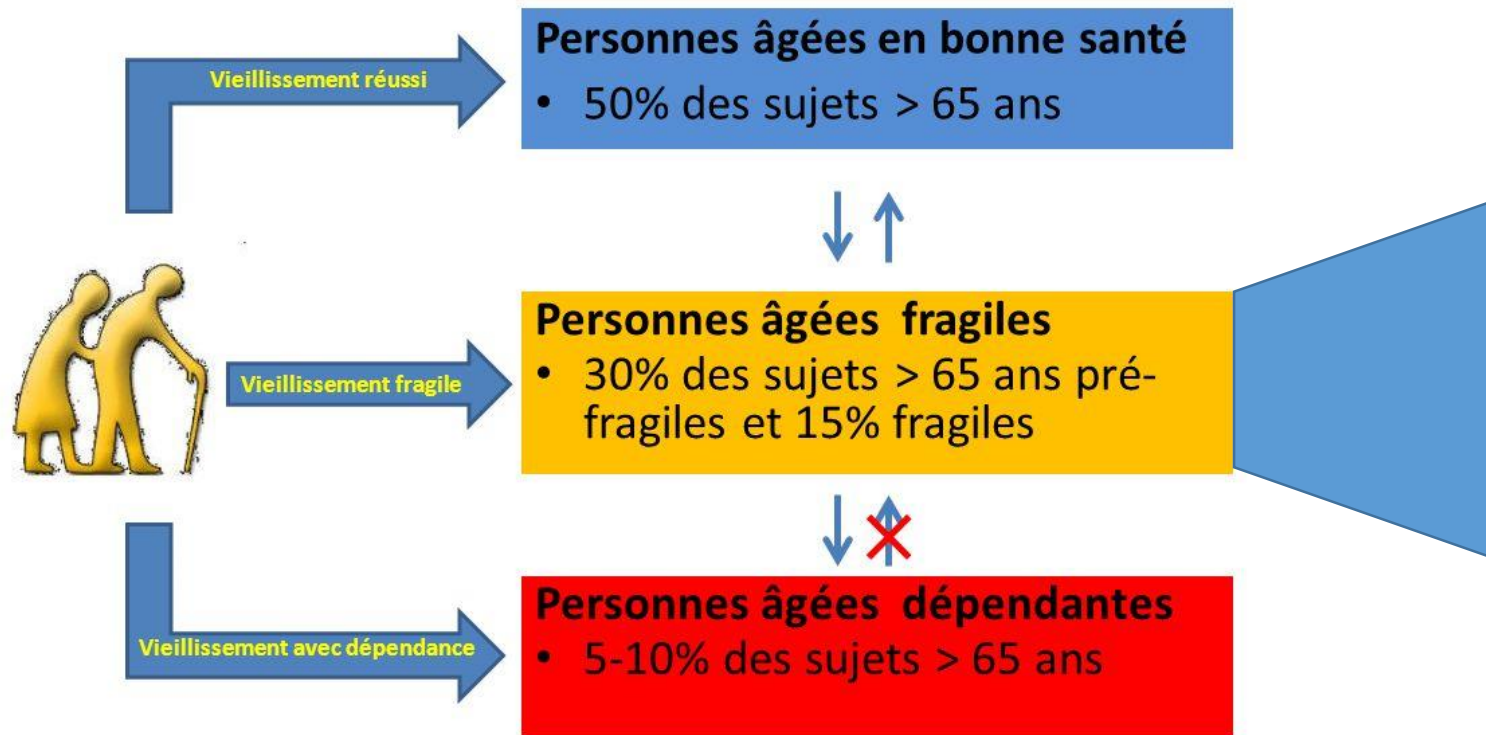 Vieillissement réussi
Personnes âgées en bonne santé
• 50% des sujets > 65 ans
Vieillissement fragile
Personnes âgées fragiles
• 30% des sujets > 65 ans pré-
fragiles et 15% fragiles
Vieillissement avec dépendance
Personnes âgées dépendantes
• 5-10% des sujets > 65 ans